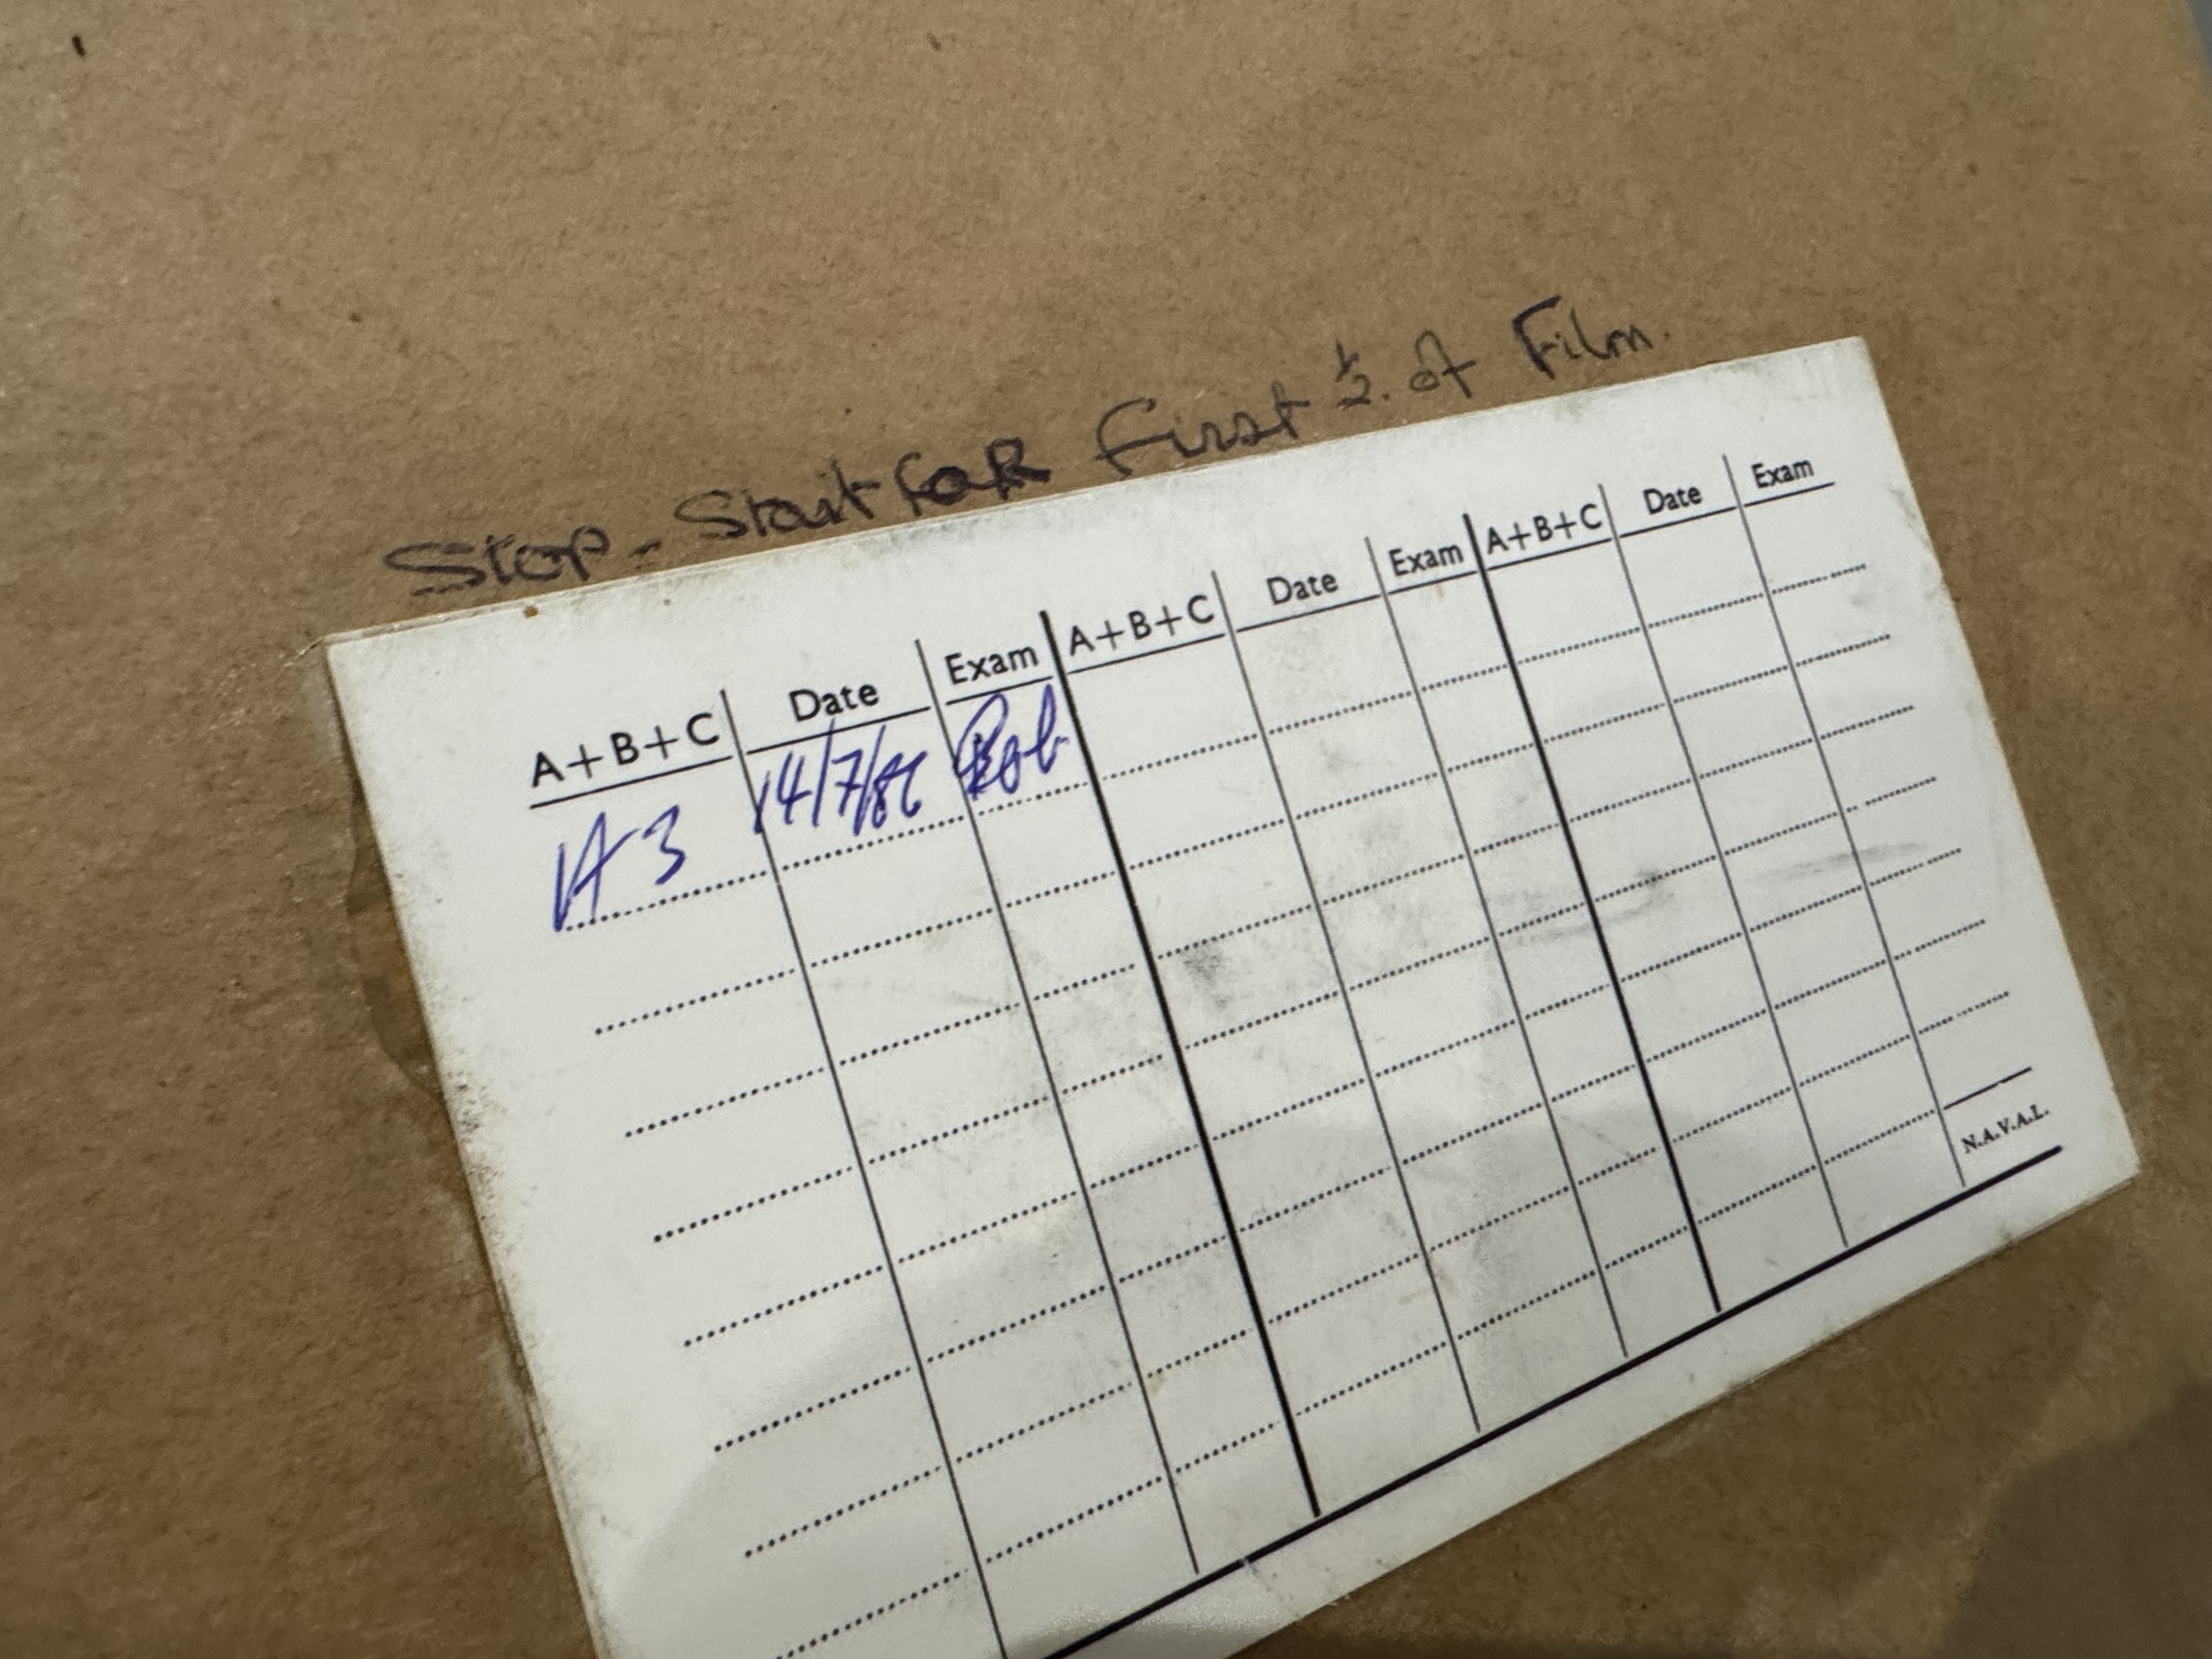 Stop - Start foR First ½. of Film.
A+B+C Date Exam A+B+C Date Exam A+B+C Date Exam
A3 14/7/86 Rob
N.A.V.A.L.